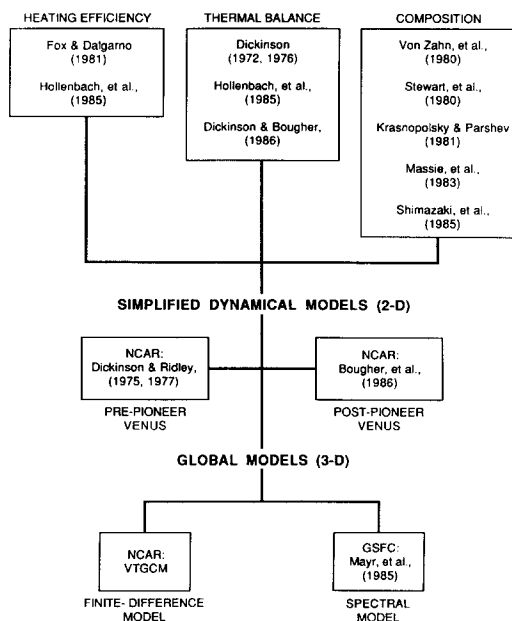 HEATING EFFICIENCY
Fox & Dalgarno
(1981)
Hollenbach, et al.,
(1985)
THERMAL BALANCE
Dickinson
(1972, 1976)
Hollenbach, et al.,
(1985)
Dickinson & Bougher,
(1986)
COMPOSITION
Von Zahn, et al.,
(1980)
Stewart, et al.,
(1980)
Krasnopolsky & Parshev
(1981)
Massie, et al.,
(1983)
Shimazaki, et al.,
(1985)
SIMPLIFIED DYNAMICAL MODELS (2-D)
NCAR:
Dickinson & Ridley,
(1975, 1977)
PRE-PIONEER
VENUS
NCAR:
Bougher, et al.,
(1986)
POST-PIONEER
VENUS
GLOBAL MODELS (3-D)
NCAR:
VTGCM
FINITE- DIFFERENCE
MODEL
GSFC:
Mayr, et al.,
(1985)
SPECTRAL
MODEL